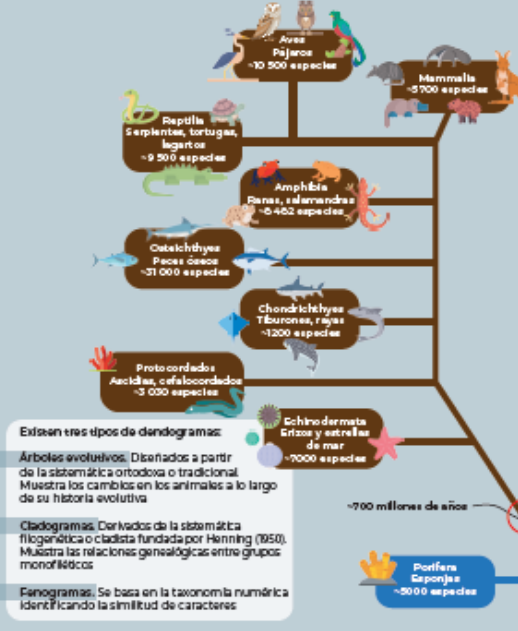 Aves
Pájaros
~10 500 especies
Mammalia
~5700 especies
Reptilia
Serpientes, tortugas,
lagartos
~9 500 especies
Amphibia
Ranas, salamandras
~8 482 especies
Osteichthyes
Peces óseos
~31 000 especies
Chondrichthyes
Tiburones, rayas
~1200 especies
Protocordados
Ascidias, cefalocordados
~3 030 especies
Echinodermata
Erizos y estrellas
de mar
~7000 especies
Existen tres tipos de dendogramas:
Árboles evolutivos. Diseñados a partir
de la sistemática ortodoxa o tradicional.
Muestra los cambios en los animales a lo largo
de su historia evolutiva
Cladogramas. Derivados de la sistemática
filogenética o cladista fundada por Henning (1950).
Muestra las relaciones genealógicas entre grupos
monofiléticos
Fenogramas. Se basa en la taxonomía numérica
identificando la similitud de caracteres
~700 millones de años
Porifera
Esponjas
~5000 especies